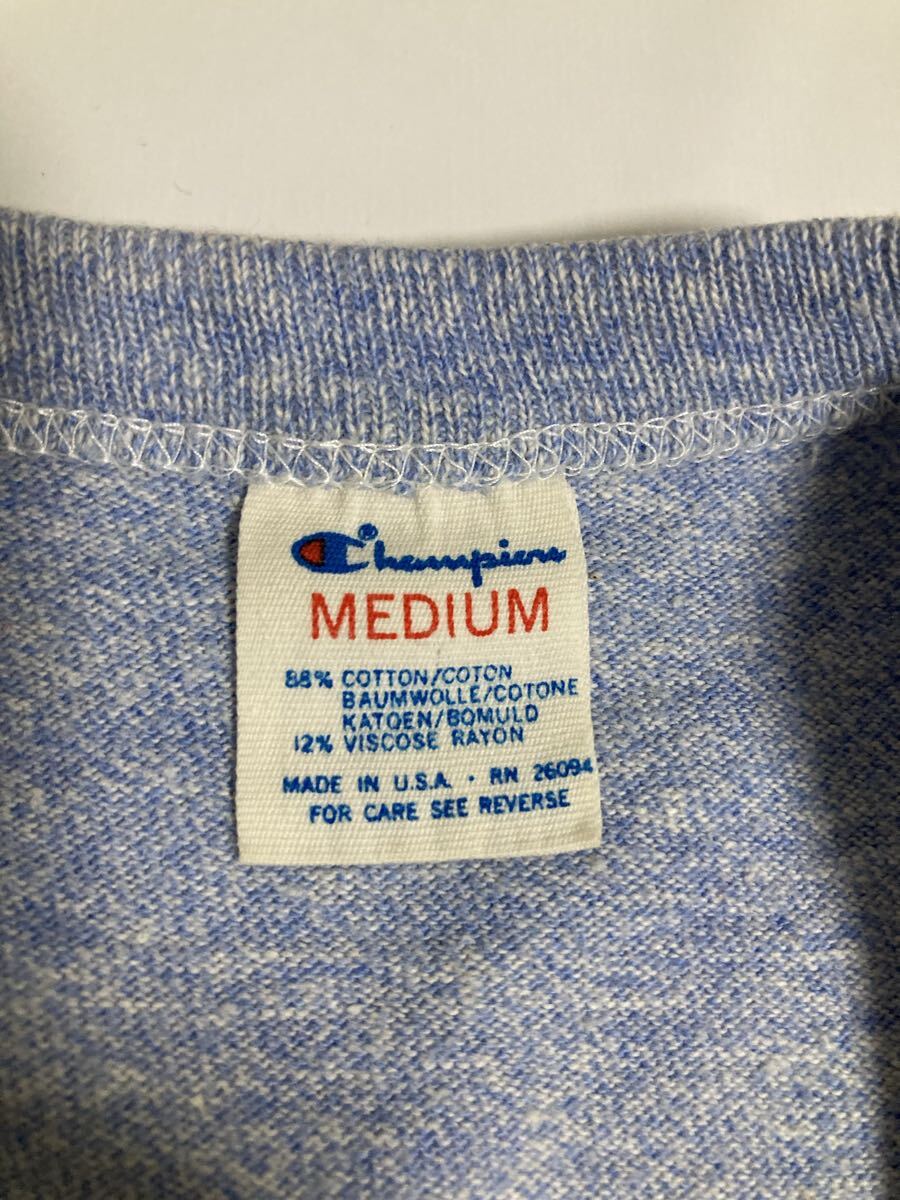 Champion
MEDIUM
88% COTTON/COTON
BAUMWOLLE/COTONE
KATOEN/BOMULD
12% VISCOSE RAYON
MADE IN U.S.A. · RN 26094
FOR CARE SEE REVERSE